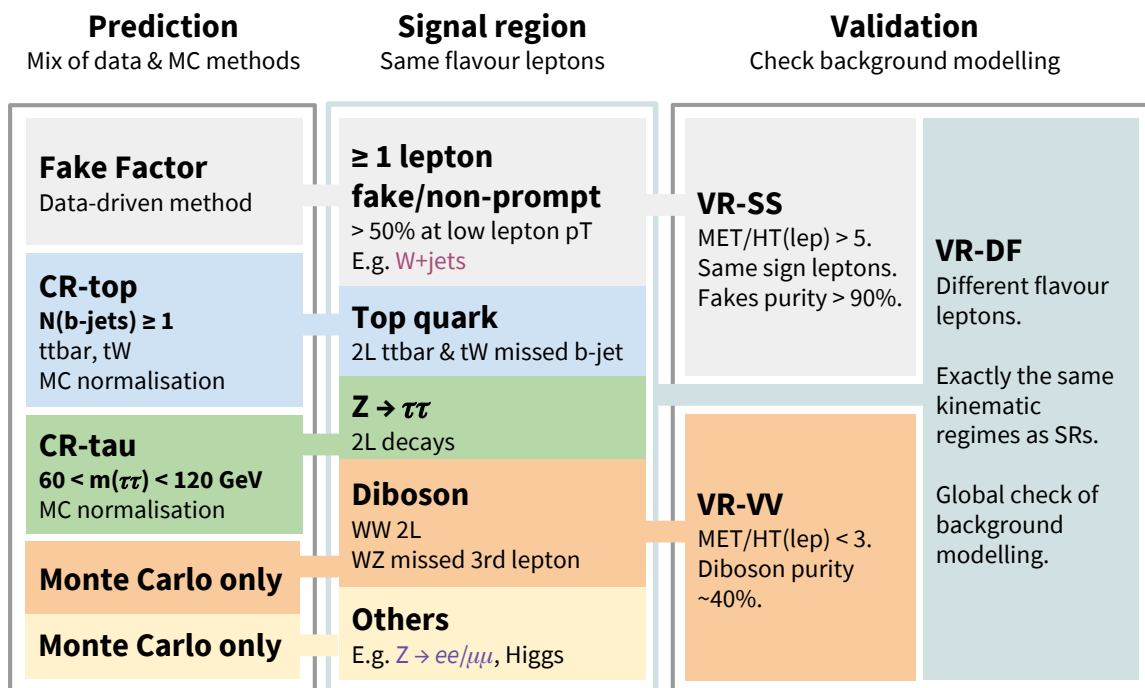 Prediction
Mix of data & MC methods
Signal region
Same flavour leptons
Validation
Check background modelling
Fake Factor
Data-driven method
CR-top
N(b-jets) ≥ 1
ttbar, tW
MC normalisation
CR-tau
60 < m(ττ) < 120 GeV
MC normalisation
Monte Carlo only
Monte Carlo only
≥ 1 lepton
fake/non-prompt
> 50% at low lepton pT
E.g. W+jets
Top quark
2L ttbar & tW missed b-jet
Z → ττ
2L decays
Diboson
WW 2L
WZ missed 3rd lepton
Others
E.g. Z → ee/μμ, Higgs
VR-SS
MET/HT(lep) > 5.
Same sign leptons.
Fakes purity > 90%.
VR-VV
MET/HT(lep) < 3.
Diboson purity
~40%.
VR-DF
Different flavour
leptons.
Exactly the same
kinematic
regimes as SRs.
Global check of
background
modelling.